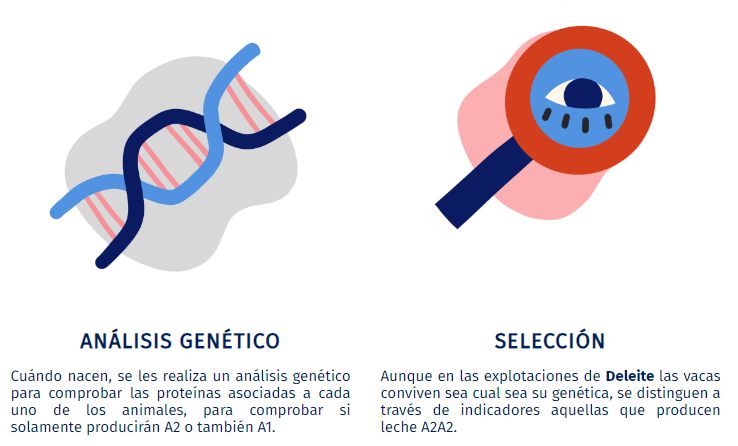 ANÁLISIS GENÉTICO
Cuándo nacen, se les realiza un análisis genético
para comprobar las proteínas asociadas a cada
uno de los animales, para comprobar si
solamente producirán A2 o también A1.
SELECCIÓN
Aunque en las explotaciones de Deleite las vacas
conviven sea cual sea su genética, se distinguen a
través de indicadores aquellas que producen
leche A2A2.